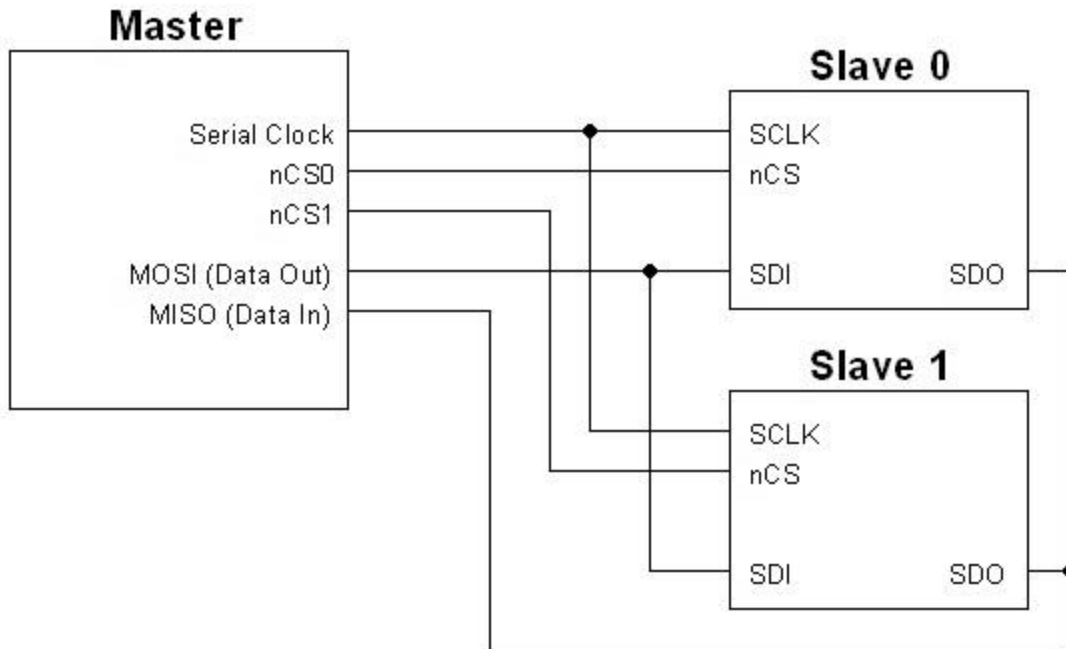 Master
Serial Clock
nCS0
nCS1
MOSI (Data Out)
MISO (Data In)
Slave 0
SCLK
nCS
SDI
SDO
Slave 1
SCLK
nCS
SDI
SDO